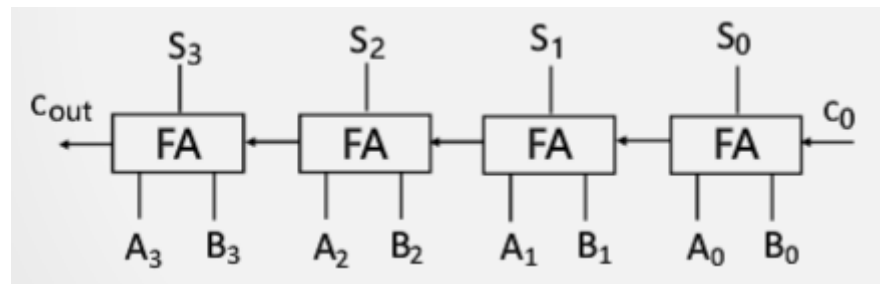 S₃ S₂ S₁ S₀
Cout C₀
FA FA FA FA
A₃ B₃ A₂ B₂ A₁ B₁ A₀ B₀